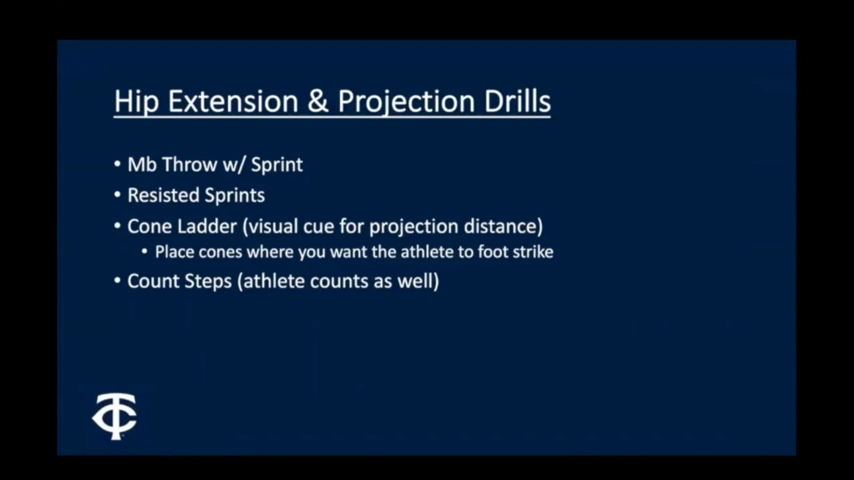 Hip Extension & Projection Drills
• Mb Throw w/ Sprint
• Resisted Sprints
• Cone Ladder (visual cue for projection distance)
• Place cones where you want the athlete to foot strike
• Count Steps (athlete counts as well)
TC